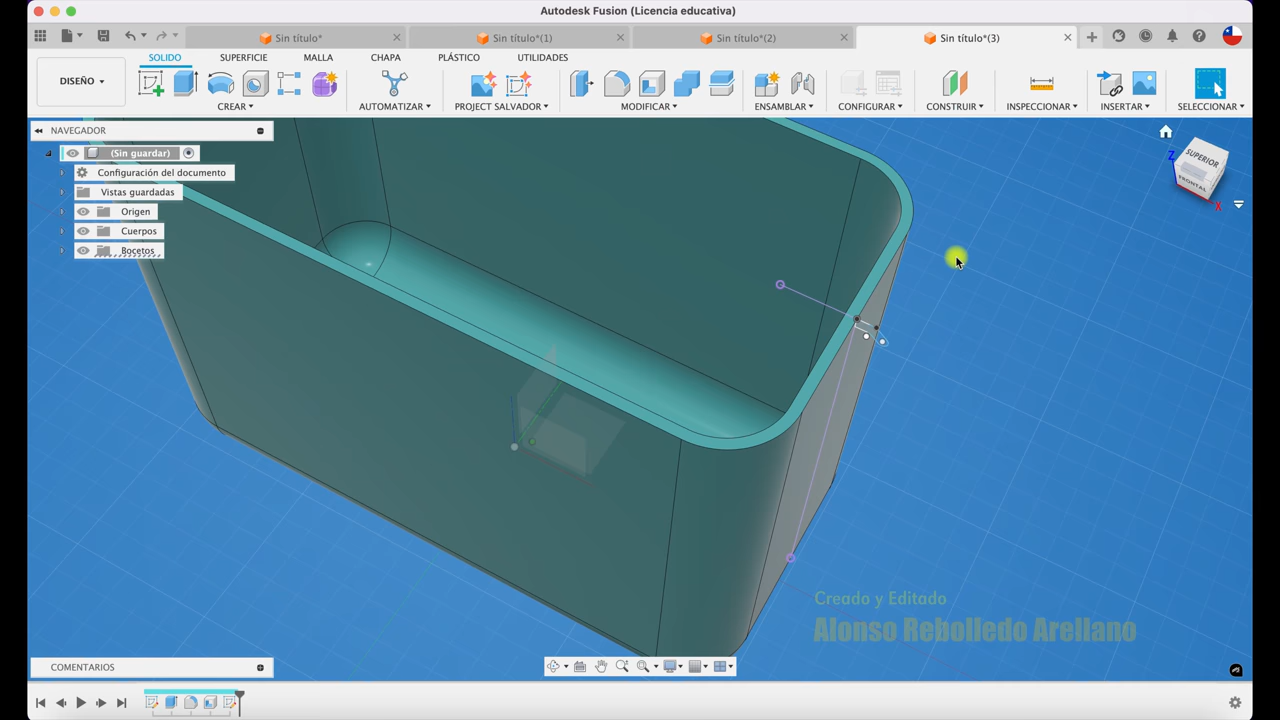 Autodesk Fusion (Licencia educativa)
Sin título*
Sin título*(1)
Sin título*(2)
Sin título*(3)
SOLIDO
SUPERFICIE
MALLA
CHAPA
PLÁSTICO
UTILIDADES
DISEÑO
CREAR
AUTOMATIZAR
PROJECT SALVADOR
MODIFICAR
ENSAMBLAR
CONFIGURAR
CONSTRUIR
INSPECCIONAR
INSERTAR
SELECCIONAR
NAVEGADOR
(Sin guardar)
Configuración del documento
Vistas guardadas
Origen
Cuerpos
Bocetos
SUPERIOR
FRONTAL
Z
X
Creado y Editado
Alonso Rebolledo Arellano
COMENTARIOS